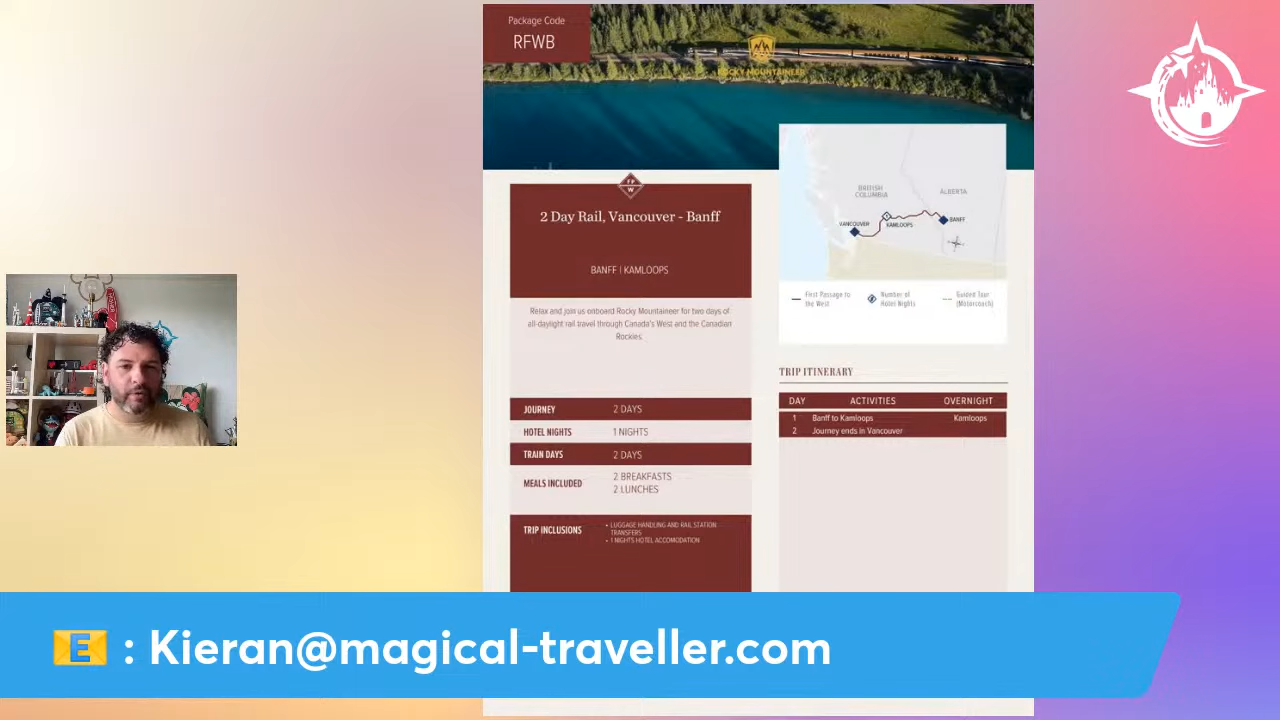 Package Code
RFWB
ROCKY MOUNTAINEER
2 Day Rail, Vancouver - Banff
BANFF | KAMLOOPS
Relax and join us onboard Rocky Mountaineer for two days of
all-daylight rail travel through Canada's West and the Canadian
Rockies.
JOURNEY 2 DAYS
HOTEL NIGHTS 1 NIGHTS
TRAIN DAYS 2 DAYS
MEALS INCLUDED 2 BREAKFASTS
2 LUNCHES
TRIP INCLUSIONS • LUGGAGE HANDLING AND RAIL STATION
TRANSFERS
• 1 NIGHTS HOTEL ACCOMODATION
BRITISH
COLUMBIA
ALBERTA
VANCOUVER
KAMLOOPS
BANFF
First Passage to
the West
Number of
Hotel Nights
Guided Tour
(Motorcoach)
TRIP ITINERARY
DAY ACTIVITIES OVERNIGHT
1 Banff to Kamloops Kamloops
2 Journey ends in Vancouver
E : Kieran@magical-traveller.com